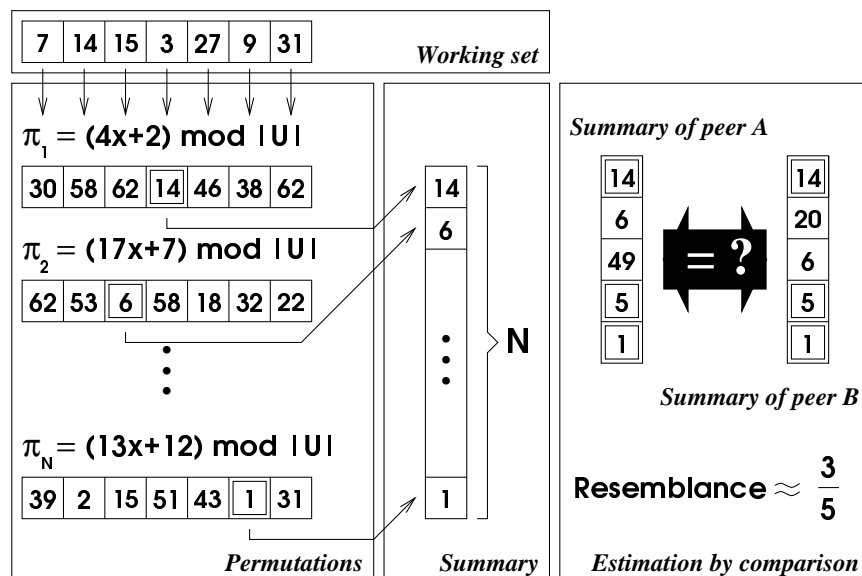 7 14 15 3 27 9 31
Working set
π1 = (4x+2) mod |U|
30 58 62 14 46 38 62
π2 = (17x+7) mod |U|
62 53 6 58 18 32 22
πN = (13x+12) mod |U|
39 2 15 51 43 1 31
Permutations
14
6
1
N
Summary
Summary of peer A
14 14
6 20
49 = ? 6
5 5
1 1
Summary of peer B
Resemblance ≈ 3/5
Estimation by comparison